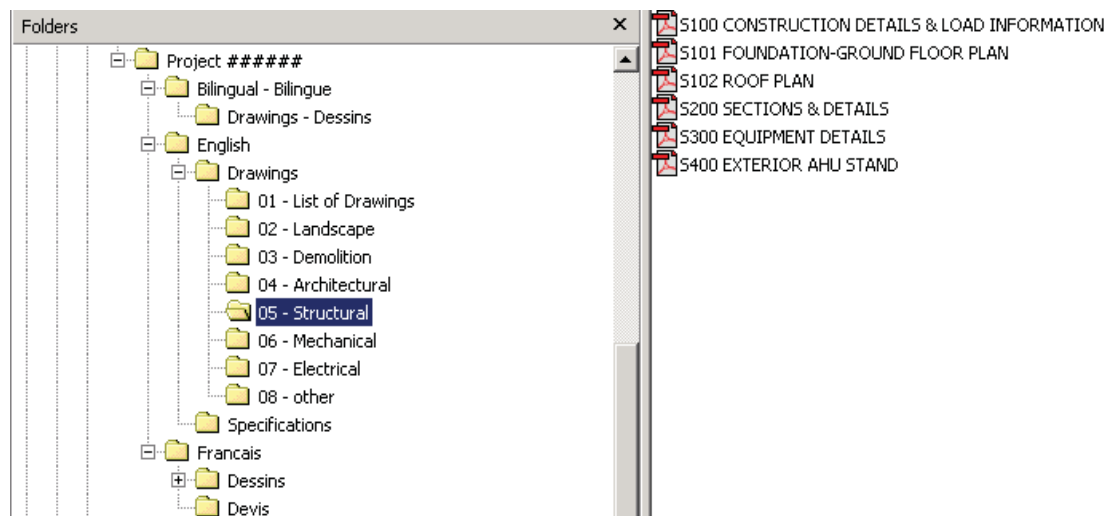 Folders
Project ######
Bilingual - Bilingue
Drawings - Dessins
English
Drawings
01 - List of Drawings
02 - Landscape
03 - Demolition
04 - Architectural
05 - Structural
06 - Mechanical
07 - Electrical
08 - other
Specifications
Francais
Dessins
Devis
S100 CONSTRUCTION DETAILS & LOAD INFORMATION
S101 FOUNDATION-GROUND FLOOR PLAN
S102 ROOF PLAN
S200 SECTIONS & DETAILS
S300 EQUIPMENT DETAILS
S400 EXTERIOR AHU STAND